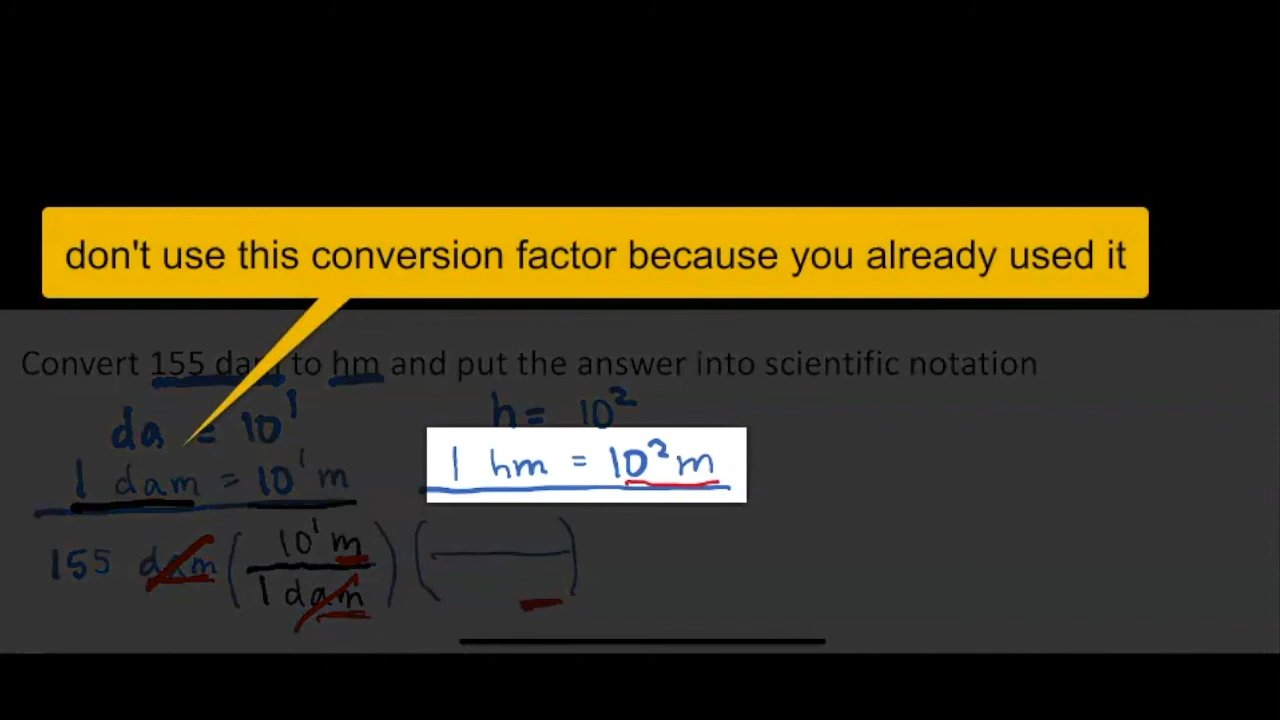 don't use this conversion factor because you already used it
Convert 155 dam to hm and put the answer into scientific notation
da = 10¹ h = 10²
1 dam = 10¹ m 1 hm = 10² m
155 dam ( 10¹ m / 1 dam ) ( )